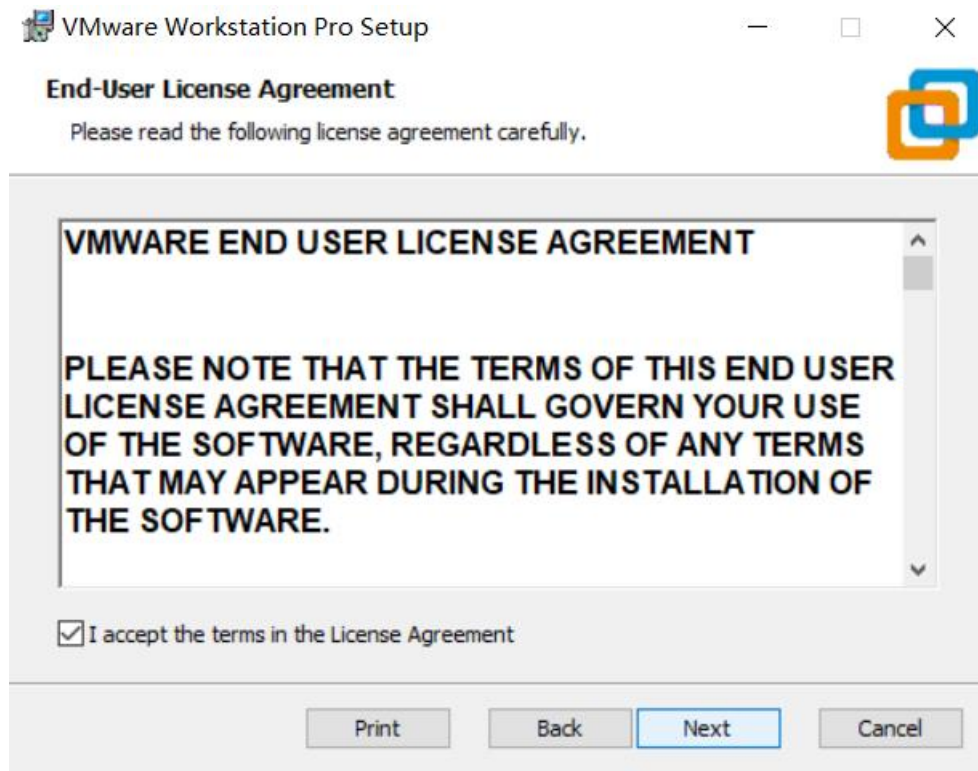 VMware Workstation Pro Setup
End-User License Agreement
Please read the following license agreement carefully.
VMWARE END USER LICENSE AGREEMENT
PLEASE NOTE THAT THE TERMS OF THIS END USER
LICENSE AGREEMENT SHALL GOVERN YOUR USE
OF THE SOFTWARE, REGARDLESS OF ANY TERMS
THAT MAY APPEAR DURING THE INSTALLATION OF
THE SOFTWARE.
I accept the terms in the License Agreement
Print Back Next Cancel